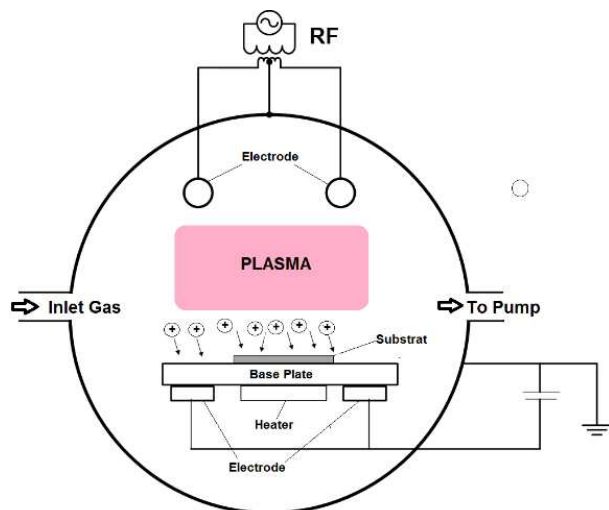 RF
Electrode
PLASMA
Inlet Gas
To Pump
Substrat
Base Plate
Heater
Electrode